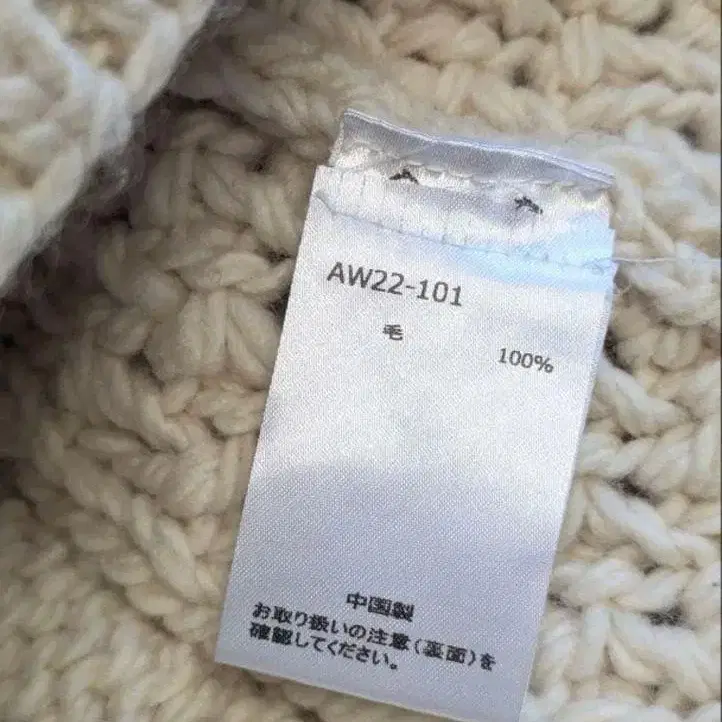 AW22-101
毛 100%
中国製
お取り扱いの注意(裏面)を
確認してください。